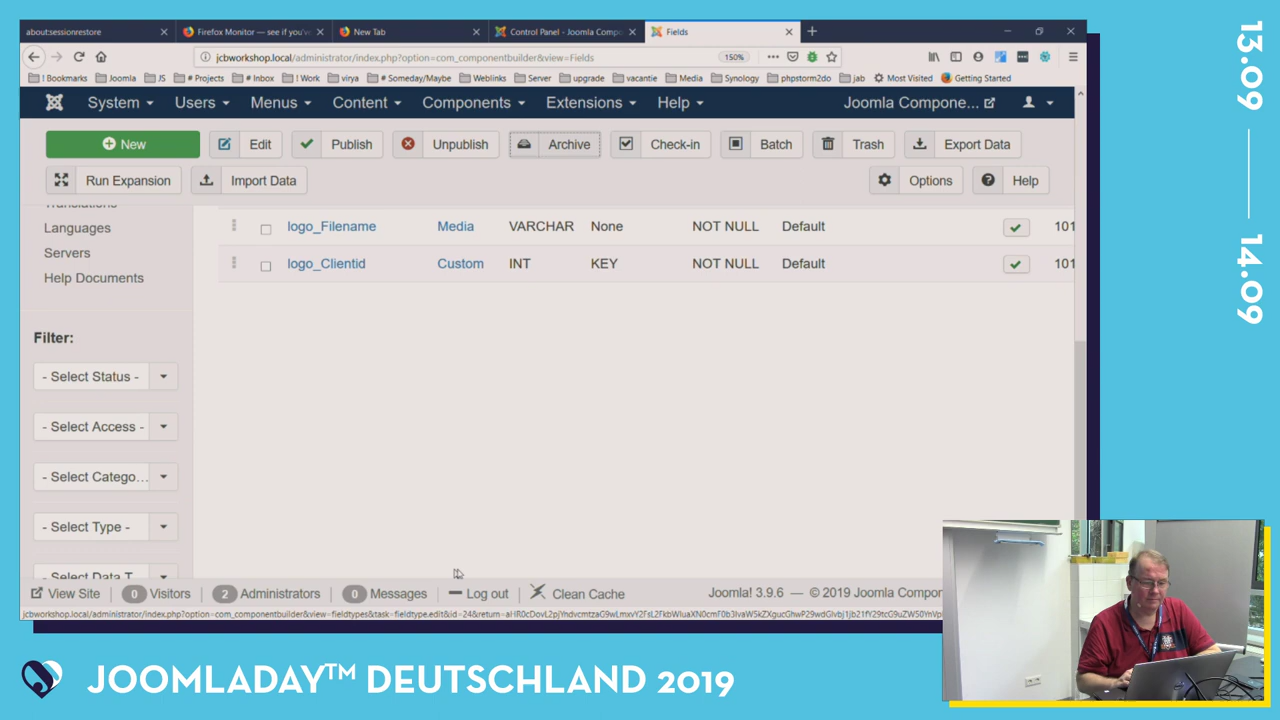 about:sessionrestore
Firefox Monitor — see if you'v
New Tab
Control Panel - Joomla Compo
Fields
jcbworkshop.local/administrator/index.php?option=com_componentbuilder&view=Fields
150%
! Bookmarks
Joomla
JS
# Projects
# Inbox
! Work
virya
# Someday/Maybe
Weblinks
Server
upgrade
vacantie
Media
Synology
phpstorm2do
jab
Most Visited
Getting Started
System
Users
Menus
Content
Components
Extensions
Help
Joomla Compone...
New
Edit
Publish
Unpublish
Archive
Check-in
Batch
Trash
Export Data
Run Expansion
Import Data
Options
Help
Translations
Languages
Servers
Help Documents
logo_Filename Media VARCHAR None NOT NULL Default 101
logo_Clientid Custom INT KEY NOT NULL Default 101
Filter:
- Select Status -
- Select Access -
- Select Catego...
- Select Type -
- Select Data T
View Site
0 Visitors
2 Administrators
0 Messages
Log out
Clean Cache
Joomla! 3.9.6 — © 2019 Joomla Compor
13.09
14.09
JOOMLADAY™ DEUTSCHLAND 2019